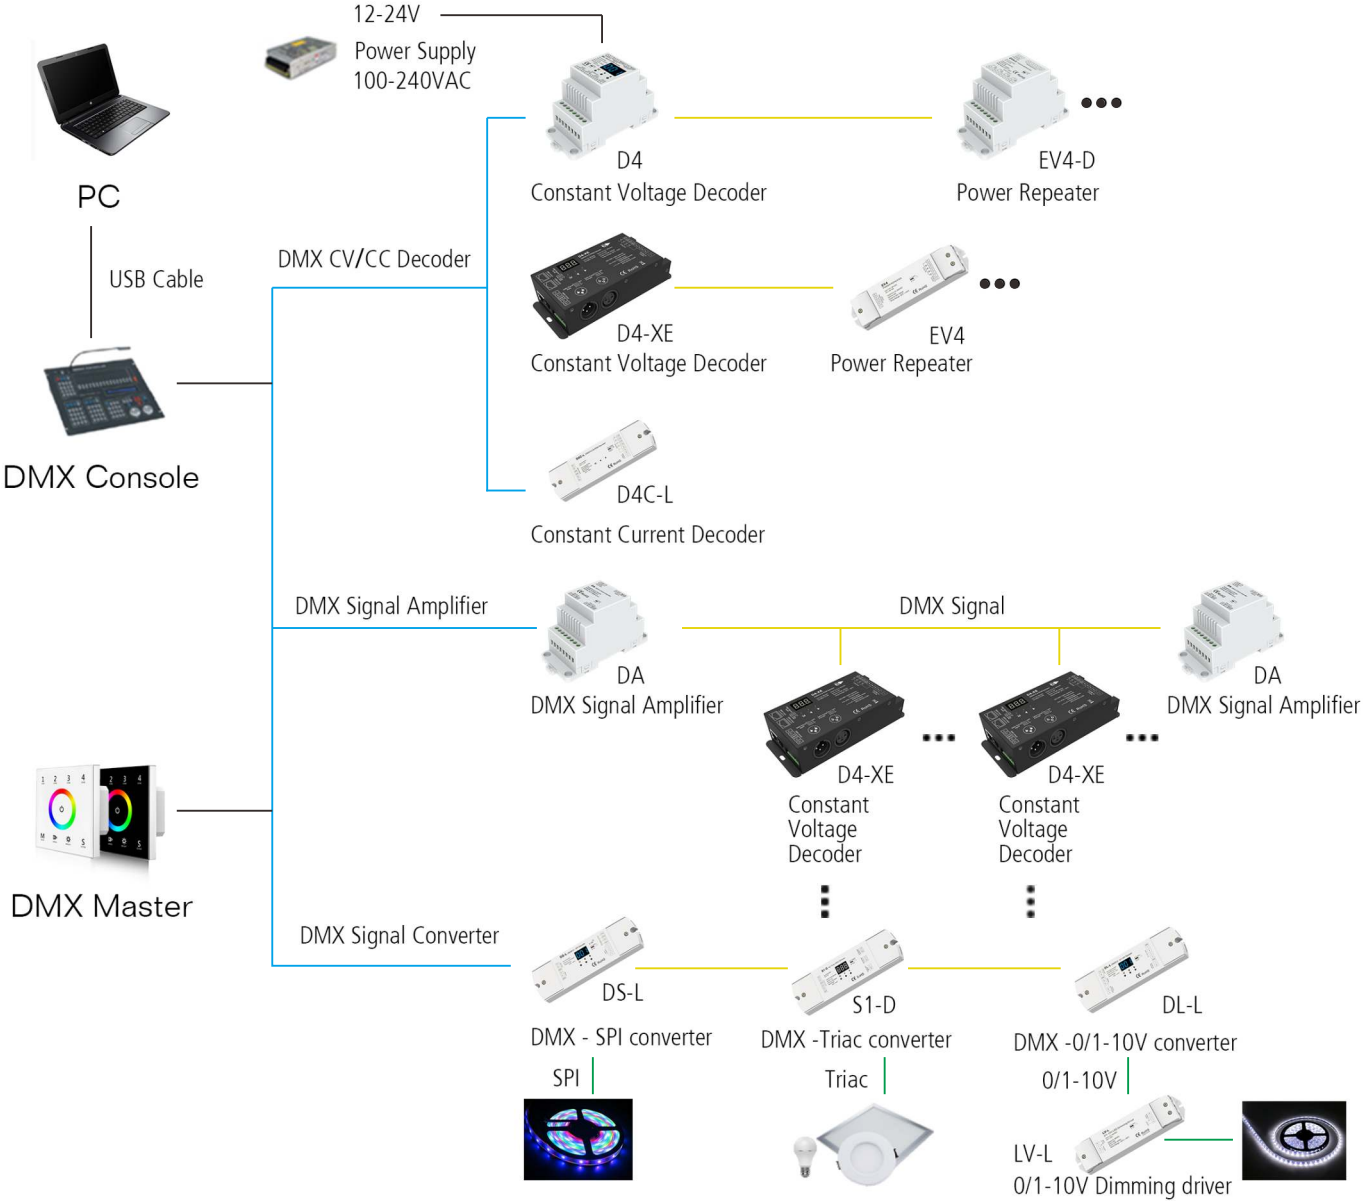 12-24V
Power Supply
100-240VAC
PC
USB Cable
DMX Console
DMX Master
DMX CV/CC Decoder
D4
Constant Voltage Decoder
EV4-D
Power Repeater
D4-XE
Constant Voltage Decoder
EV4
Power Repeater
D4C-L
Constant Current Decoder
DMX Signal Amplifier
DA
DMX Signal Amplifier
DMX Signal
DA
DMX Signal Amplifier
D4-XE
Constant
Voltage
Decoder
D4-XE
Constant
Voltage
Decoder
DMX Signal Converter
DS-L
DMX - SPI converter
SPI
S1-D
DMX -Triac converter
Triac
DL-L
DMX -0/1-10V converter
0/1-10V
LV-L
0/1-10V Dimming driver